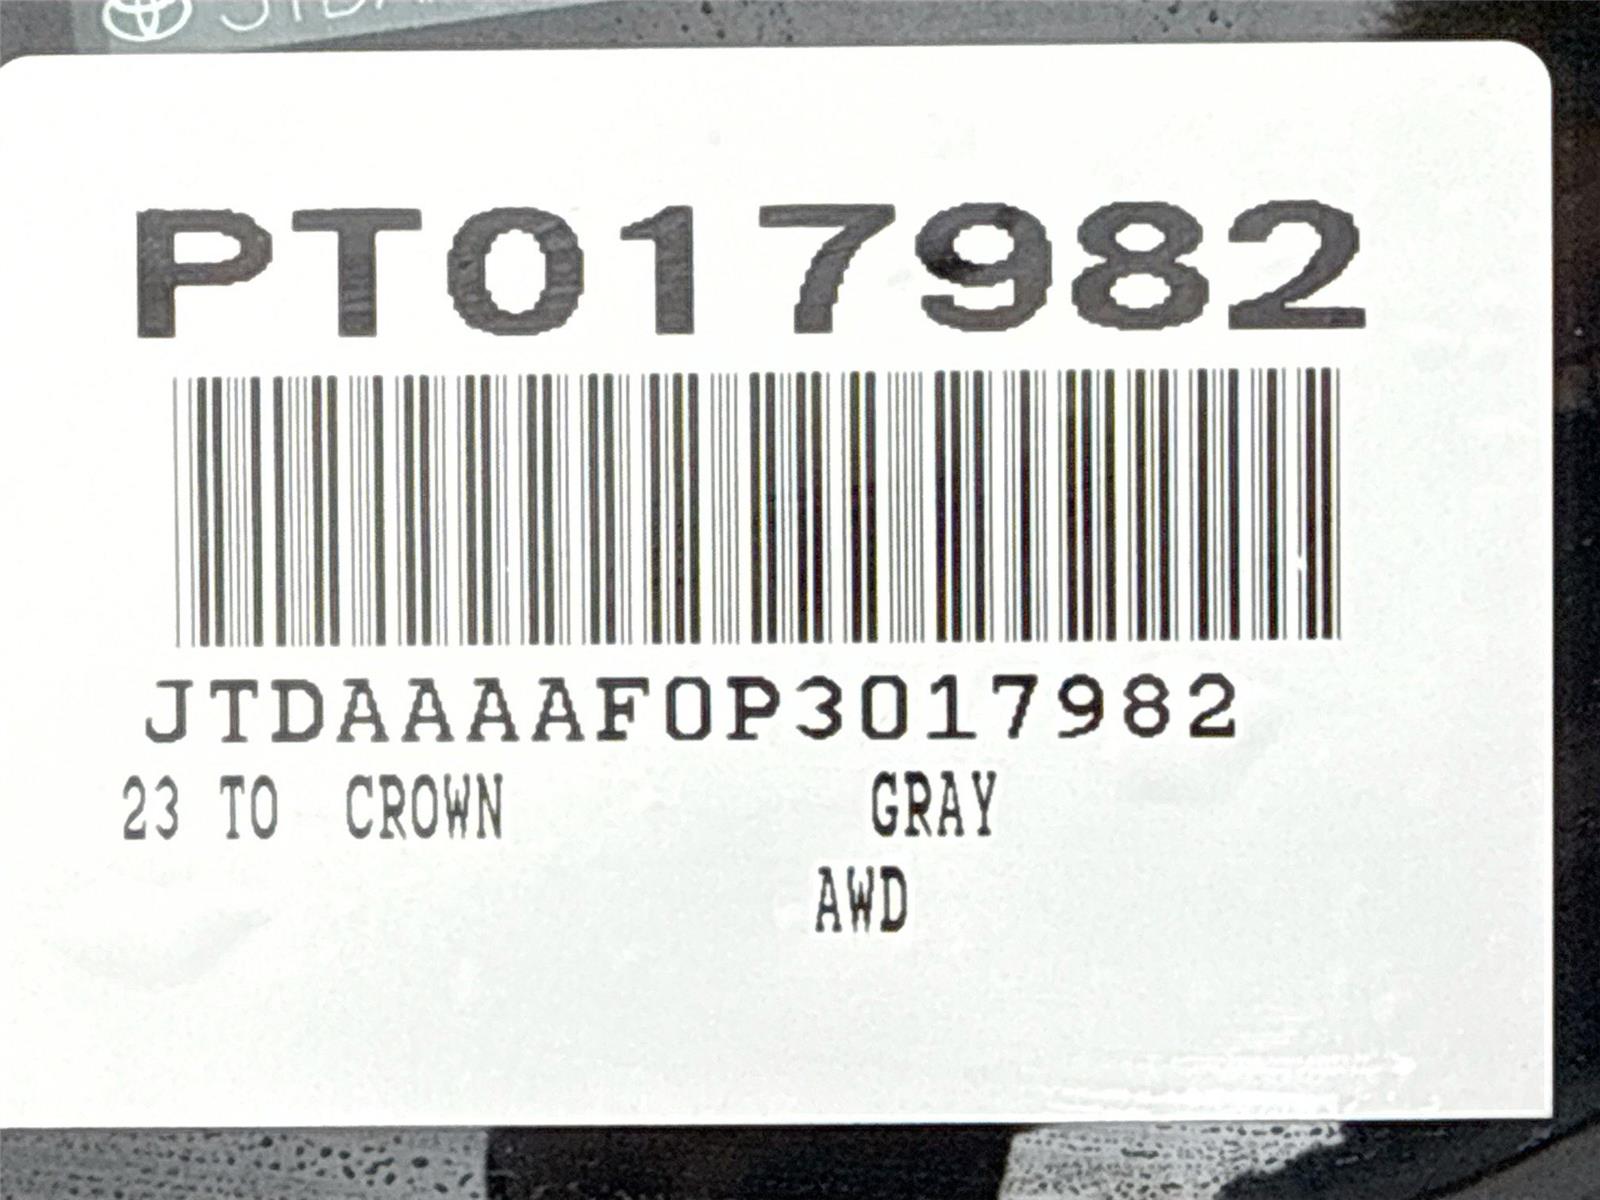 PT017982
JTDAAAAF0P3017982
23 TO CROWN GRAY
AWD